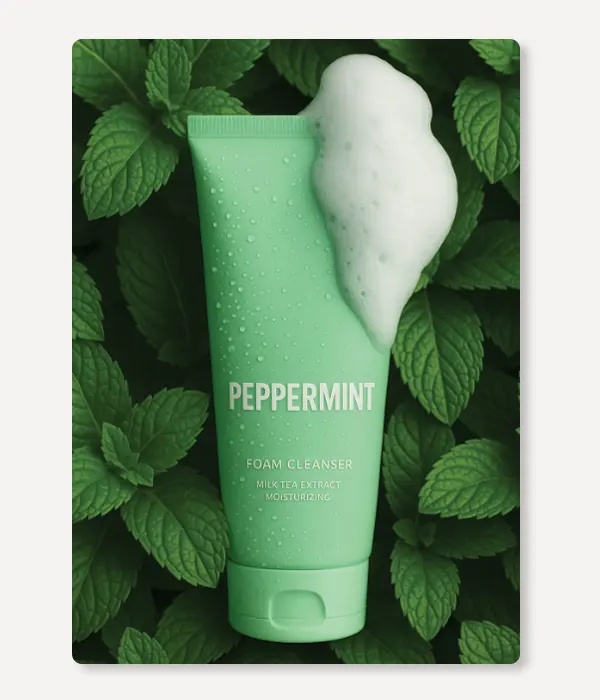 PEPPERMINT
FOAM CLEANSER
MILK TEA EXTRACT
MOISTURIZING